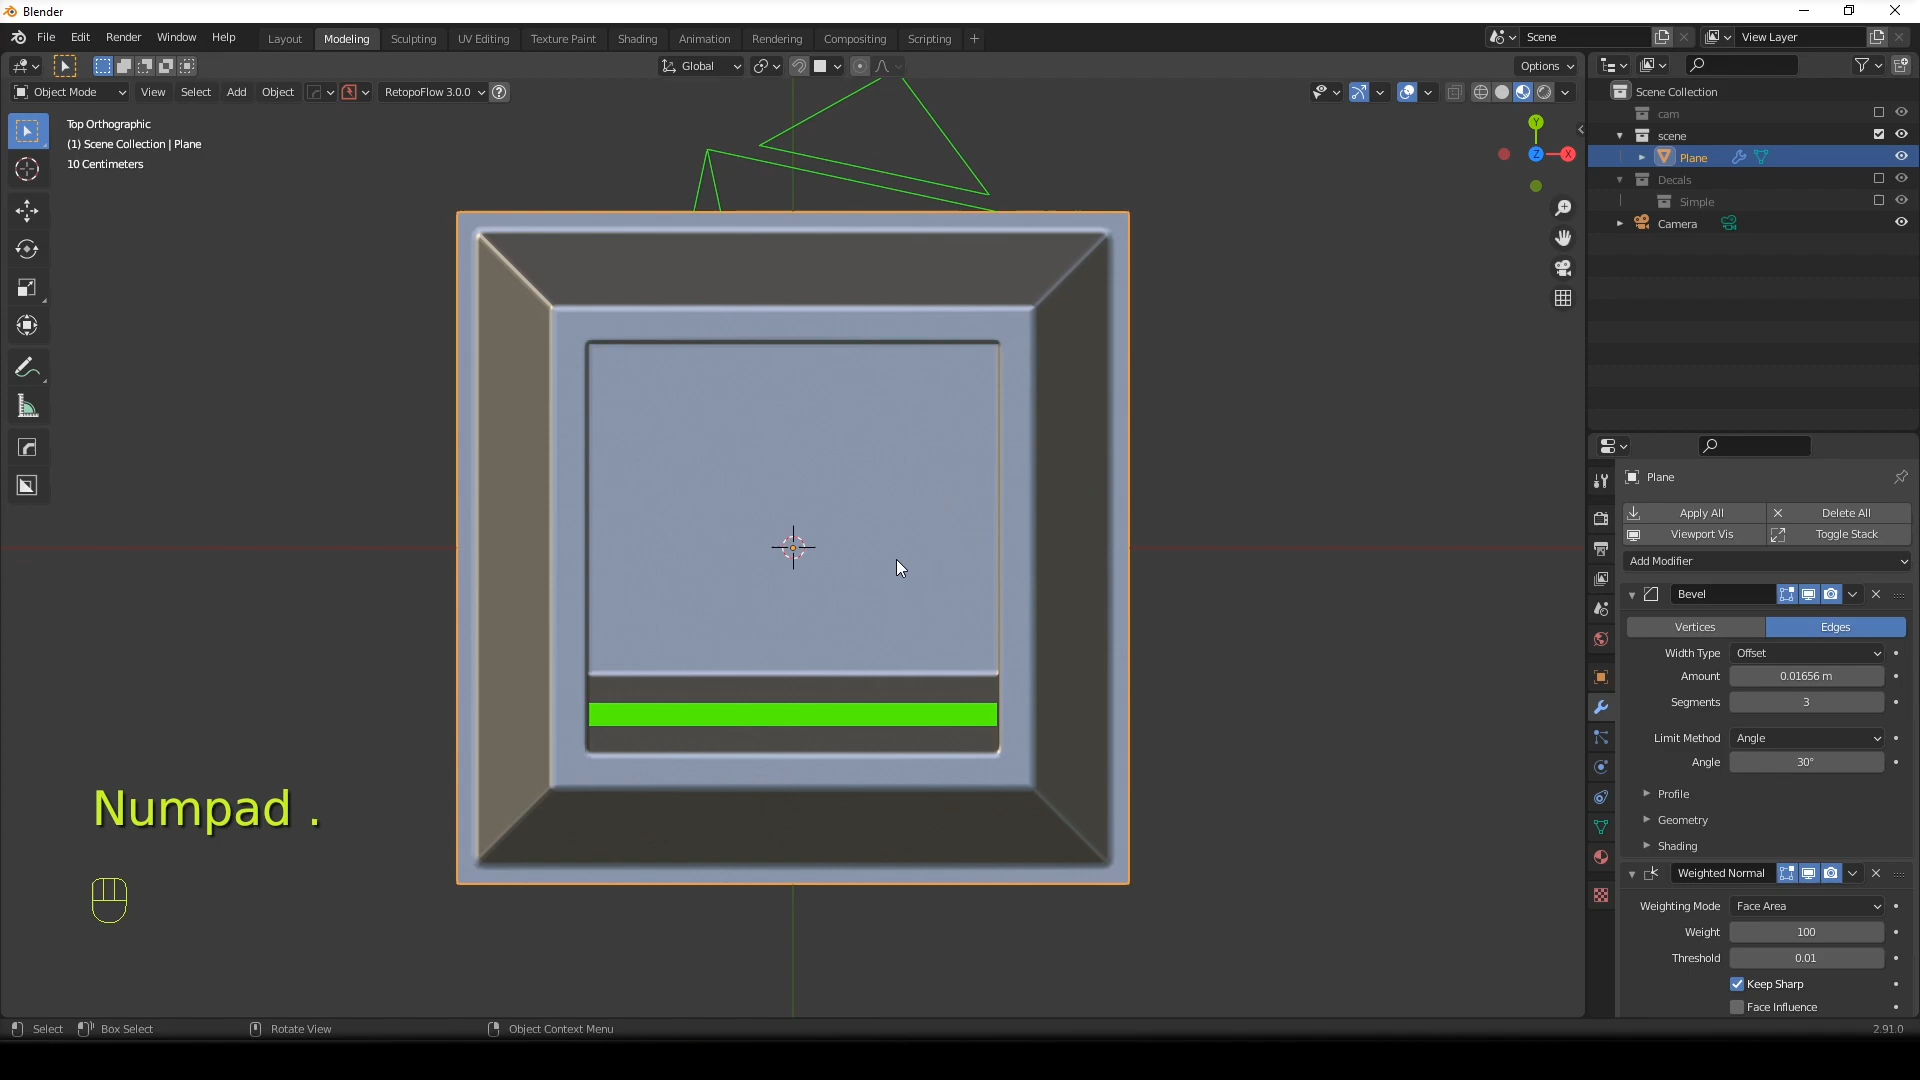 Blender
File Edit Render Window Help Layout Modeling Sculpting UV Editing Texture Paint Shading Animation Rendering Compositing Scripting + Scene View Layer
Global Options
Object Mode View Select Add Object RetopoFlow 3.0.0 ?
Top Orthographic
(1) Scene Collection | Plane
10 Centimeters
Y
Z
X
Scene Collection
cam
scene
Plane
Decals
Simple
Camera
Plane
Apply All Delete All
Viewport Vis Toggle Stack
Add Modifier
Bevel
Vertices Edges
Width Type Offset
Amount 0.01656 m
Segments 3
Limit Method Angle
Angle 30°
Profile
Geometry
Shading
Weighted Normal
Weighting Mode Face Area
Weight 100
Threshold 0.01
Keep Sharp
Face Influence
Numpad .
Select Box Select Rotate View Object Context Menu 2.91.0